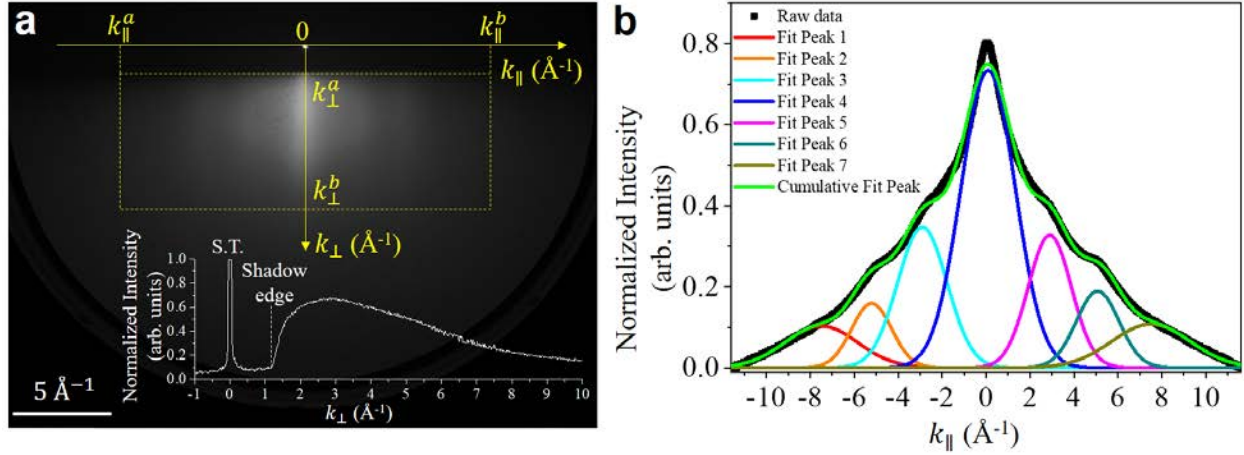 a
k∥^a
0
k∥^b
k∥ (Å⁻¹)
k⊥^a
k⊥^b
k⊥ (Å⁻¹)
S.T.
Shadow
edge
Normalized Intensity
(arb. units)
1.0
0.8
0.6
0.4
0.2
0.0
-1 0 1 2 3 4 5 6 7 8 9 10
k⊥ (Å⁻¹)
5 Å⁻¹
b
Raw data
Fit Peak 1
Fit Peak 2
Fit Peak 3
Fit Peak 4
Fit Peak 5
Fit Peak 6
Fit Peak 7
Cumulative Fit Peak
Normalized Intensity
(arb. units)
0.8
0.6
0.4
0.2
0.0
-10 -8 -6 -4 -2 0 2 4 6 8 10
k∥ (Å⁻¹)